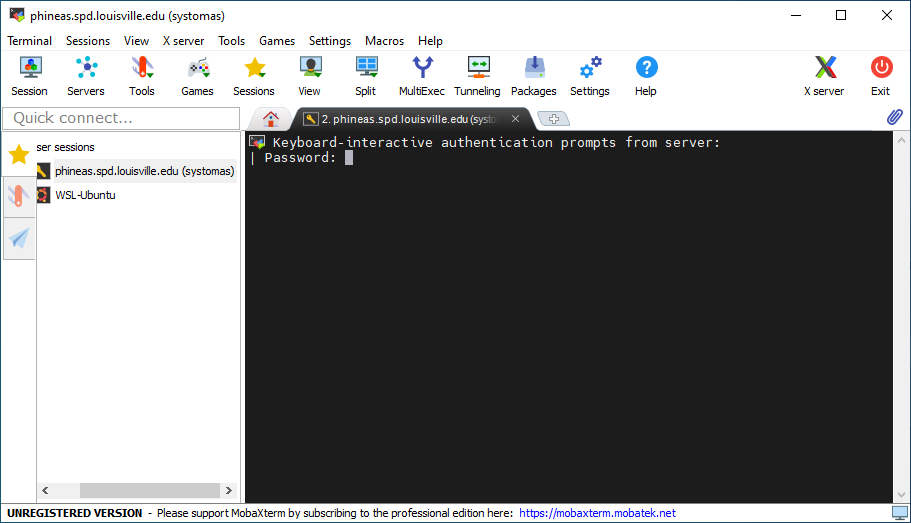 phineas.spd.louisville.edu (systomas)
Terminal Sessions View X server Tools Games Settings Macros Help
Session Servers Tools Games Sessions View Split MultiExec Tunneling Packages Settings Help X server Exit
Quick connect...
2. phineas.spd.louisville.edu (systo
ser sessions
phineas.spd.louisville.edu (systomas)
WSL-Ubuntu
Keyboard-interactive authentication prompts from server:
| Password:
UNREGISTERED VERSION - Please support MobaXterm by subscribing to the professional edition here: https://mobaxterm.mobatek.net